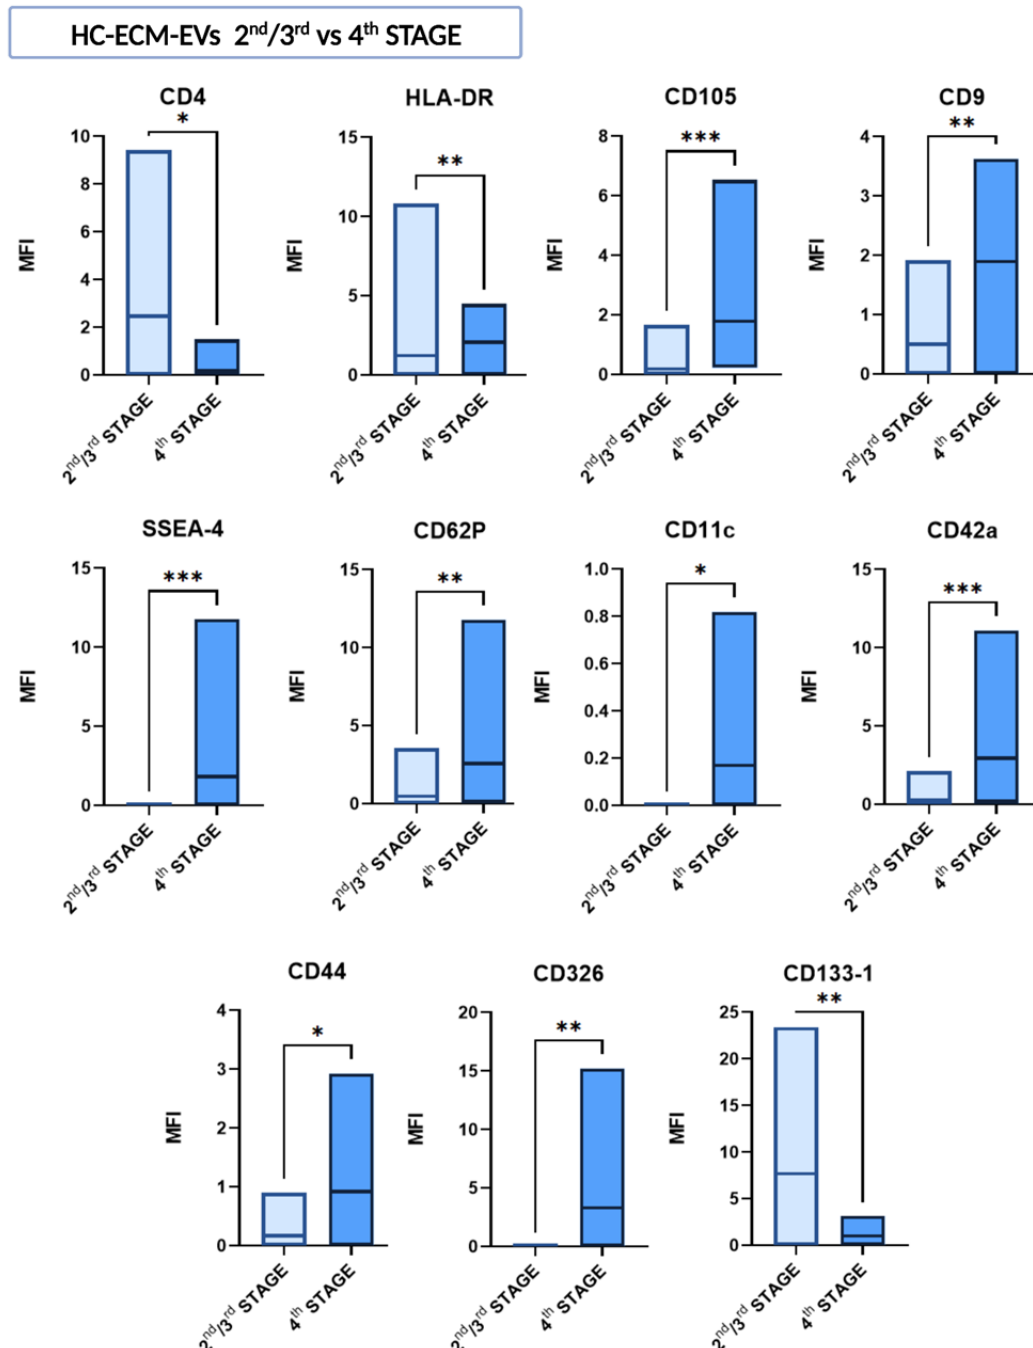 HC-ECM-EVs 2nd/3rd vs 4th STAGE
CD4
*
MFI
10
8
6
4
2
0
2nd/3rd STAGE
4th STAGE
HLA-DR
**
MFI
15
10
5
0
2nd/3rd STAGE
4th STAGE
CD105
***
MFI
8
6
4
2
0
2nd/3rd STAGE
4th STAGE
CD9
**
MFI
4
3
2
1
0
2nd/3rd STAGE
4th STAGE
SSEA-4
***
MFI
15
10
5
0
2nd/3rd STAGE
4th STAGE
CD62P
**
MFI
15
10
5
0
2nd/3rd STAGE
4th STAGE
CD11c
*
MFI
1.0
0.8
0.6
0.4
0.2
0.0
2nd/3rd STAGE
4th STAGE
CD42a
***
MFI
15
10
5
0
2nd/3rd STAGE
4th STAGE
CD44
*
MFI
4
3
2
1
0
2nd/3rd STAGE
4th STAGE
CD326
**
MFI
20
15
10
5
0
2nd/3rd STAGE
4th STAGE
CD133-1
**
MFI
25
20
15
10
5
0
2nd/3rd STAGE
4th STAGE